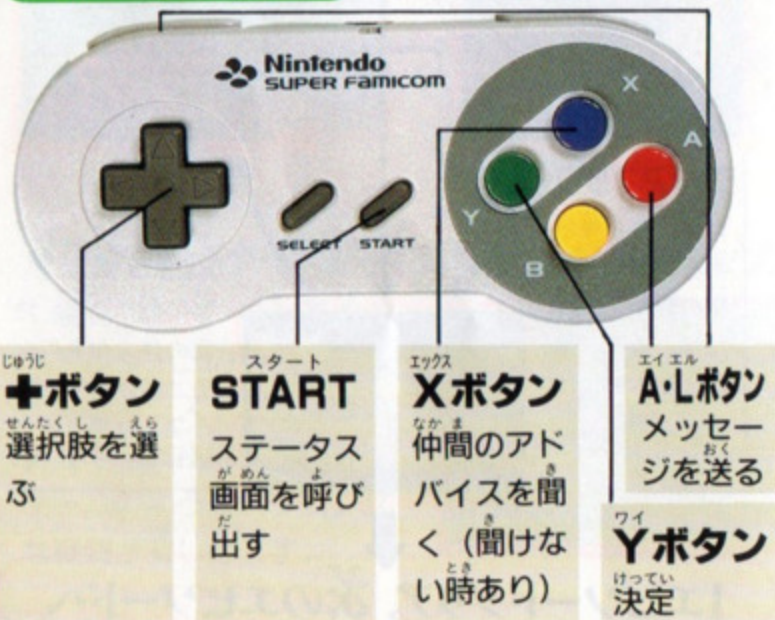 Nintendo
SUPER FAMICOM
X
A
Y
B
SELECT START
じゅうじ
✚ボタン
せんたくし えら
選択肢を選
ぶ
スタート
START
ステータス
がめん よ
画面を呼び
だ
出す
エックス
Xボタン
なかま
仲間のアド
き
バイスを聞
き
く（聞けな
とき
い時あり）
エイエル
A・Lボタン
メッセー
おく
ジを送る
ワイ
Yボタン
けってい
決定